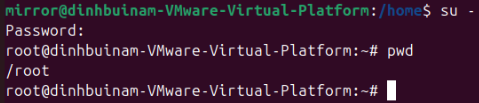 mirror@dinhbuinam-VMware-Virtual-Platform:/home$ su -
Password:
root@dinhbuinam-VMware-Virtual-Platform:~# pwd
/root
root@dinhbuinam-VMware-Virtual-Platform:~#